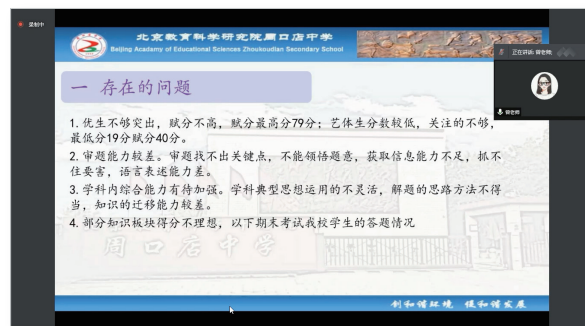 录制中
北京教育科学研究院周口店中学
Beijing Acadamy of Educational Sciences Zhoukoudian Secondary School
正在讲话: 曾老师;
曾老师
一 存在的问题
1.优生不够突出，赋分不高，赋分最高分79分；艺体生分数较低，关注的不够，
最低分19分赋分40分。
2.审题能力较差。审题找不出关键点，不能领悟题意，获取信息能力不足，抓不
住要害，语言表述能力差。
3.学科内综合能力有待加强。学科典型思想运用的不灵活，解题的思路方法不得
当，知识的迁移能力较差。
4.部分知识板块得分不理想，以下期末考试我校学生的答题情况
周口店中学
创和谐环境 促和谐发展